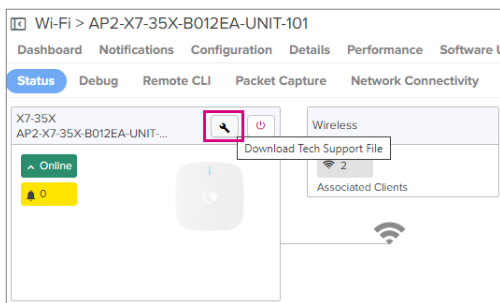 Wi-Fi > AP2-X7-35X-B012EA-UNIT-101
Dashboard Notifications Configuration Details Performance Software U
Status Debug Remote CLI Packet Capture Network Connectivity
X7-35X
AP2-X7-35X-B012EA-UNIT-...
Wireless
Download Tech Support File
Online
2
0
Associated Clients